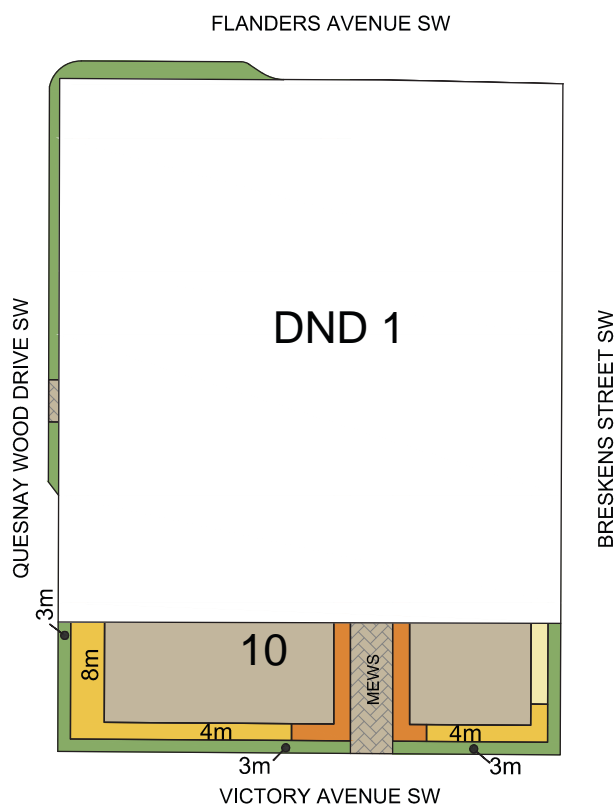 FLANDERS AVENUE SW
DND 1
QUESNAY WOOD DRIVE SW
BRESKENS STREET SW
3m
8m
10
MEWS
4m
4m
3m
3m
VICTORY AVENUE SW